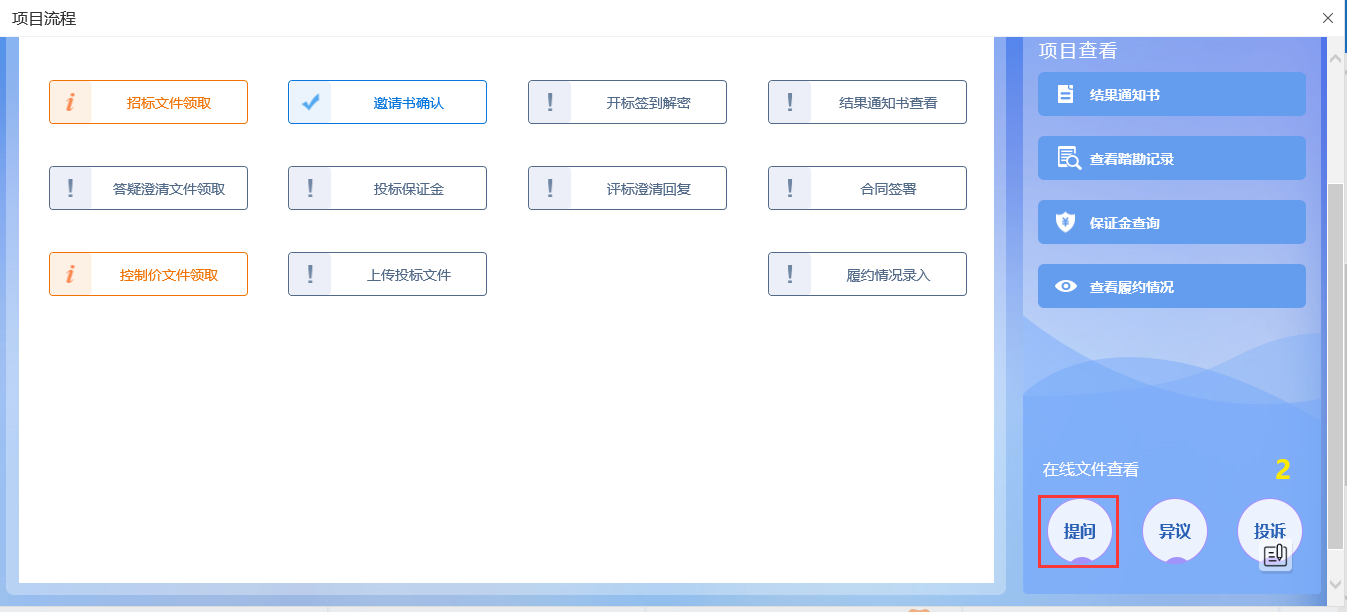 项目流程
招标文件领取
邀请书确认
开标签到解密
结果通知书查看
答疑澄清文件领取
投标保证金
评标澄清回复
合同签署
控制价文件领取
上传投标文件
履约情况录入
项目查看
结果通知书
查看踏勘记录
保证金查询
查看履约情况
在线文件查看
2
提问
异议
投诉